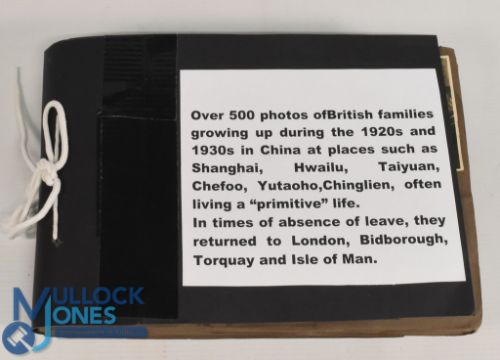 Over 500 photos ofBritish families
growing up during the 1920s and
1930s in China at places such as
Shanghai, Hwailu, Taiyuan,
Chefoo, Yutaoho,Chinglien, often
living a “primitive” life.
In times of absence of leave, they
returned to London, Bidborough,
Torquay and Isle of Man.
MULLOCK
JONES